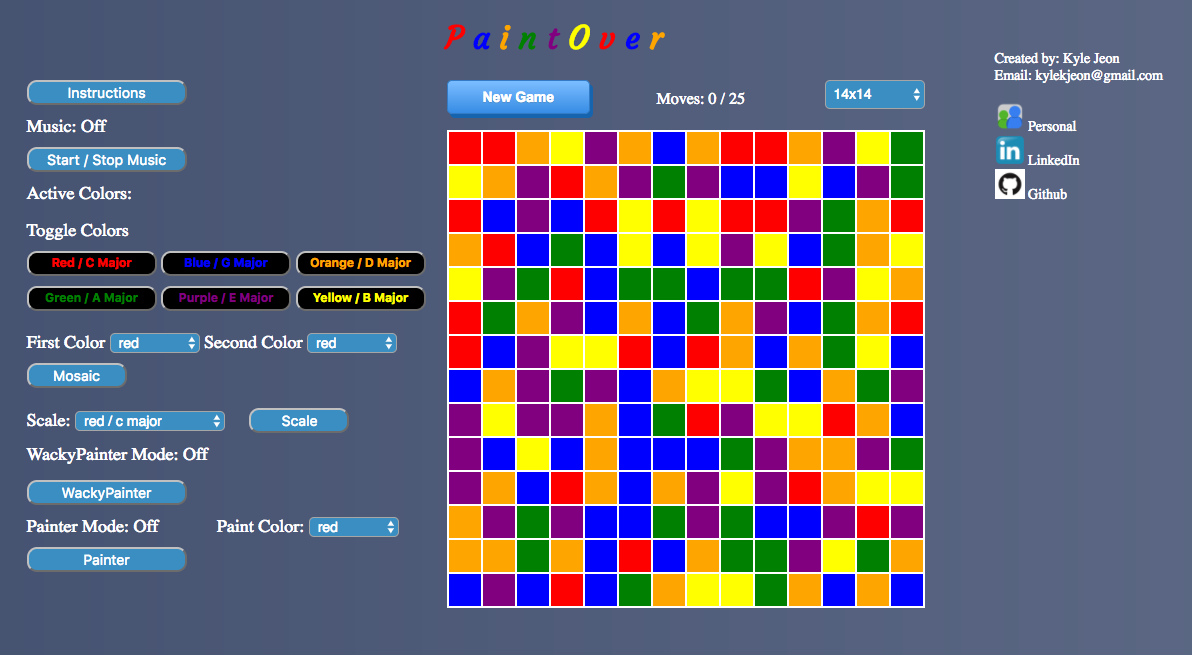 PaintOver
Created by: Kyle Jeon
Email: kylekjeon@gmail.com
Instructions
New Game
Moves: 0 / 25
14x14
Music: Off
Personal
Start / Stop Music
in LinkedIn
Active Colors:
Github
Toggle Colors
Red / C Major
Blue / G Major
Orange / D Major
Green / A Major
Purple / E Major
Yellow / B Major
First Color red Second Color red
Mosaic
Scale: red / c major Scale
WackyPainter Mode: Off
WackyPainter
Painter Mode: Off Paint Color: red
Painter